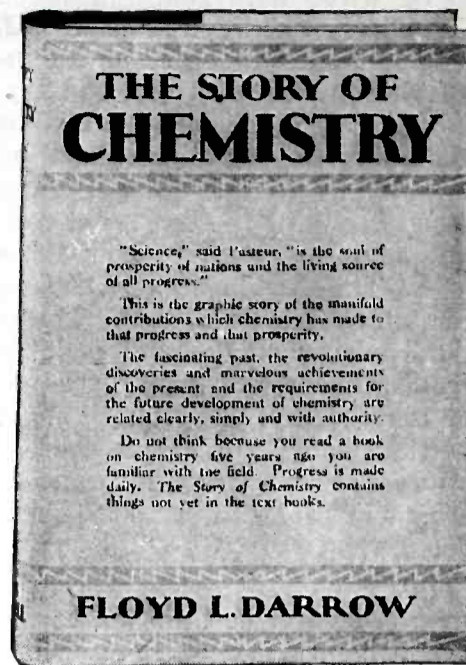 THE STORY OF
CHEMISTRY
"Science," said Pasteur, "is the soul of
prosperity of nations and the living source
of all progress."
This is the graphic story of the manifold
contributions which chemistry has made to
that progress and that prosperity.
The fascinating past, the revolutionary
discoveries and marvelous achievements
of the present and the requirements for
the future development of chemistry are
related clearly, simply and with authority.
Do not think because you read a book
on chemistry five years ago you are
familiar with the field. Progress is made
daily. The Story of Chemistry contains
things not yet in the text books.
FLOYD L. DARROW